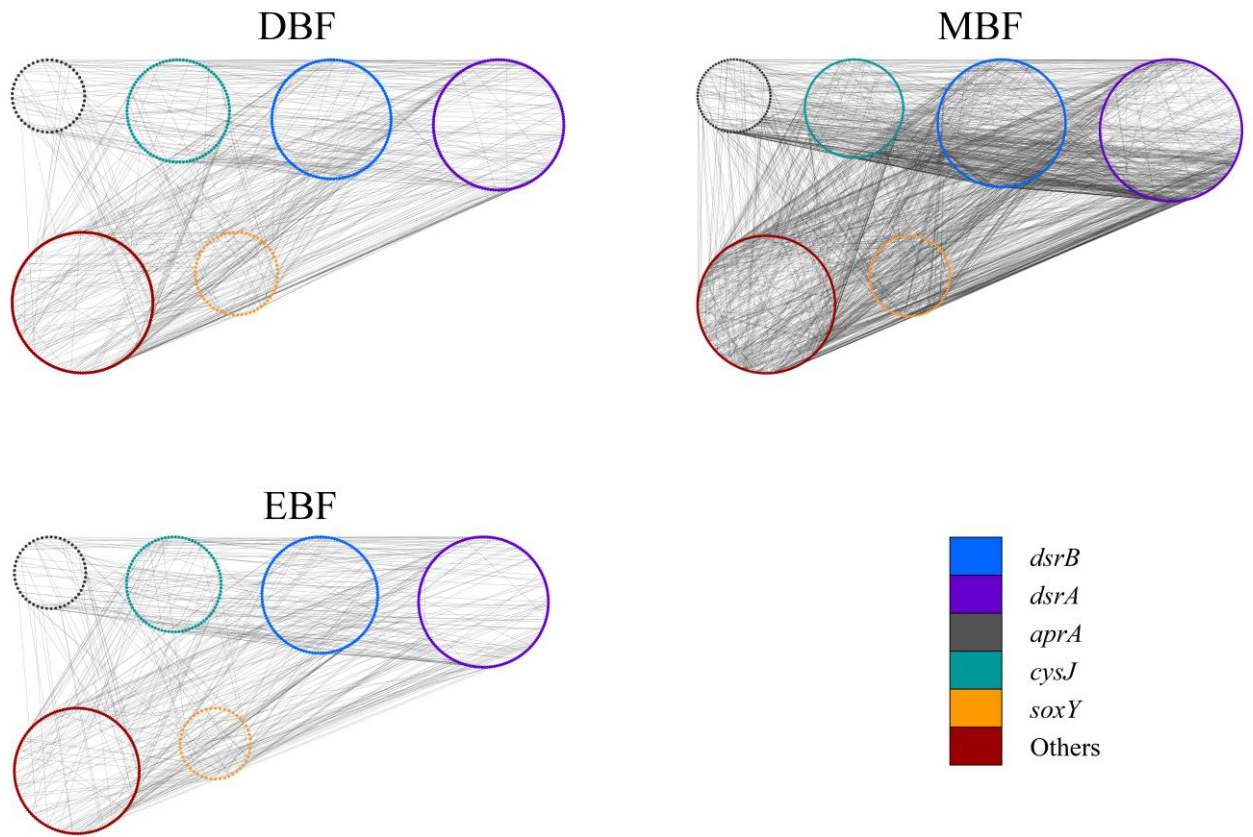 DBF
MBF
EBF
dsrB
dsrA
aprA
cysJ
soxY
Others